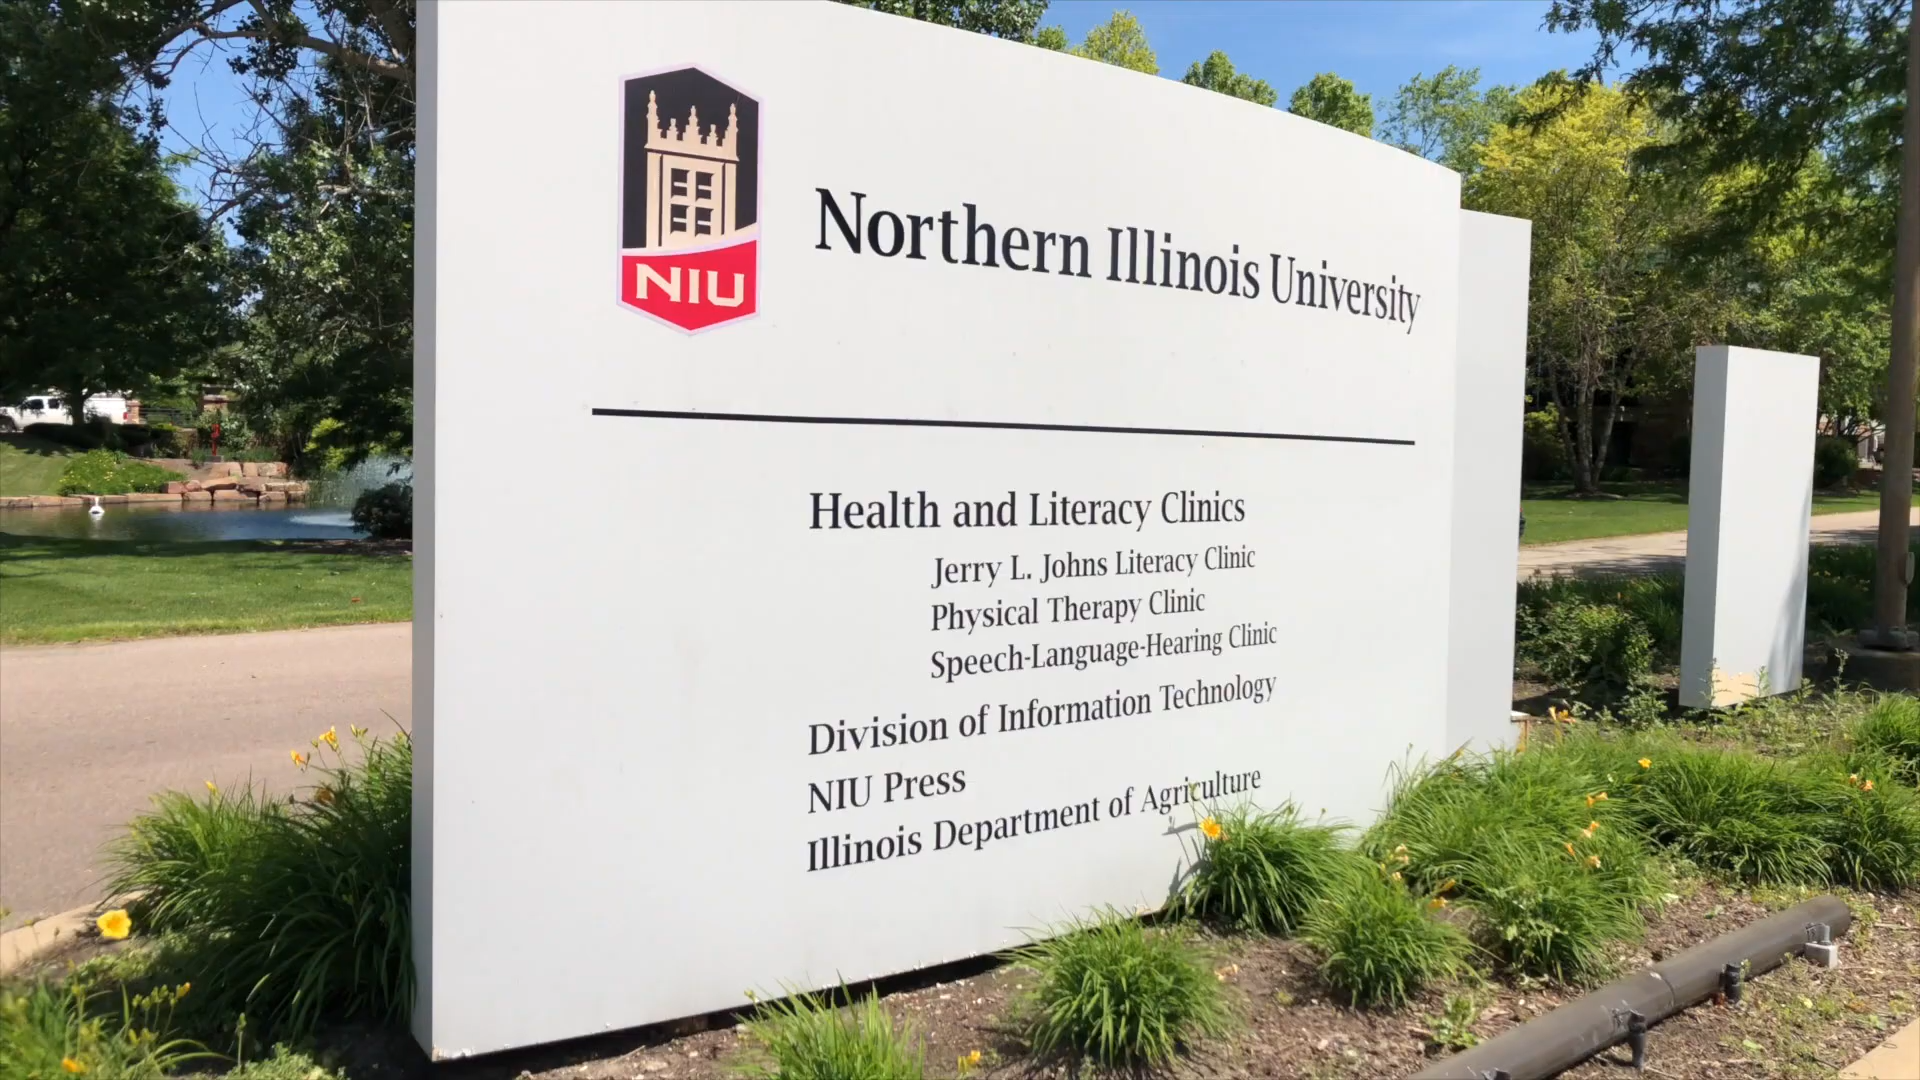 NIU
Northern Illinois University
Health and Literacy Clinics
Jerry L. Johns Literacy Clinic
Physical Therapy Clinic
Speech-Language-Hearing Clinic
Division of Information Technology
NIU Press
Illinois Department of Agriculture